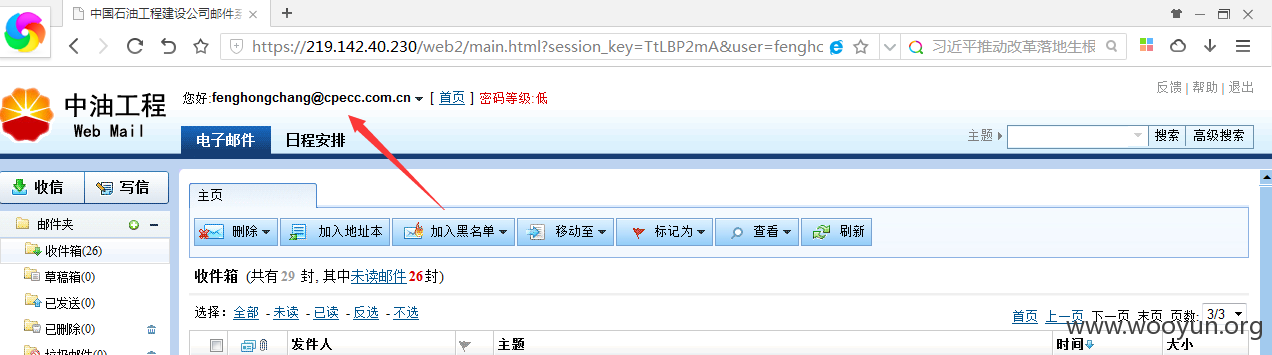 中国石油工程建设公司邮件系
https://219.142.40.230/web2/main.html?session_key=TtLBP2mA&user=fenghc
习近平推动改革落地生根
反馈 | 帮助 | 退出
中油工程
Web Mail
您好:fenghongchang@cpecc.com.cn [ 首页 ] 密码等级:低
电子邮件 日程安排
主题 搜索 高级搜索
收信 写信
主页
邮件夹
删除 加入地址本 加入黑名单 移动至 标记为 查看 刷新
收件箱(26)
收件箱 (共有 29 封, 其中未读邮件 26封)
草稿箱(0)
已发送(0)
选择： 全部 - 未读 - 已读 - 反选 - 不选
首页 上一页 下一页 末页 页数: 3/3
已删除(0)
www.wooyun.org
垃圾邮件(0)
发件人 主题 时间 大小